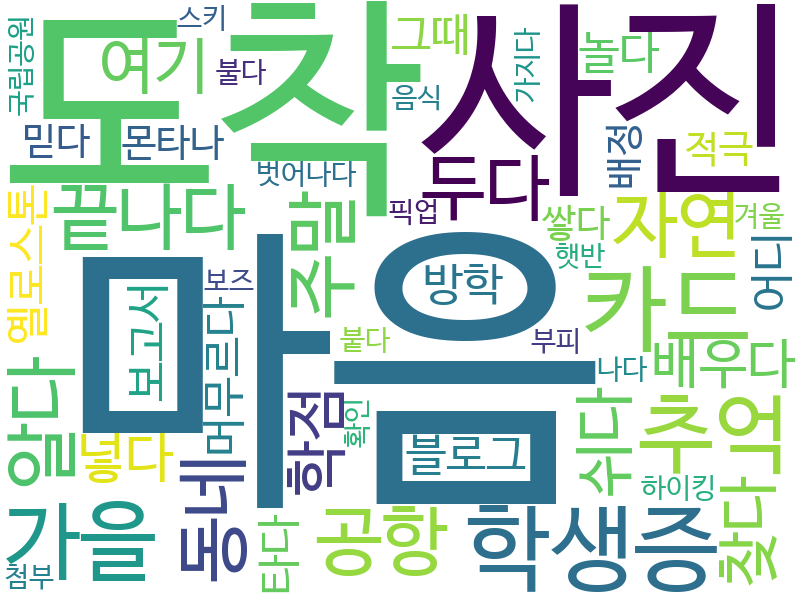 스키
도착
사진
그때
여기
놀다
국립공원
불다
가지다
음식
믿다
몬타나
배정
적극
벗어나다
두다
끝나다
픽업
쌓다
자연
겨울
주말
옐로스톤
햇반
어디
마음
방학
보즈
카드
보고서
머무르다
붙다
부피
나다
배우다
알다
학점
확인
쉬다
추억
넣다
블로그
동네
하이킹
찾다
가을
타다
공항
학생증
첨부